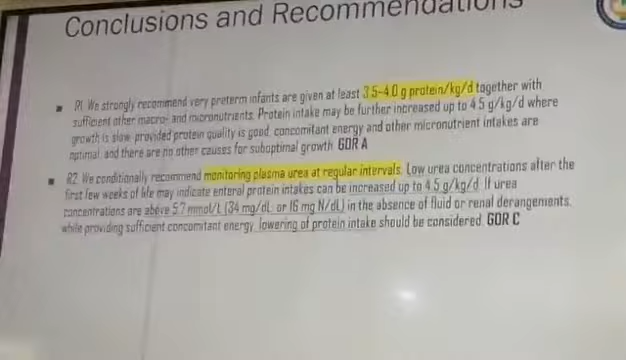 Conclusions and Recommendations
▪ R1. We strongly recommend very preterm infants are given at least 3.5-4.0 g protein/kg/d together with
sufficient other macro- and micronutrients. Protein intake may be further increased up to 4.5 g/kg/d where
growth is slow, provided protein quality is good, concomitant energy and other micronutrient intakes are
optimal, and there are no other causes for suboptimal growth. GOR A
▪ R2. We conditionally recommend monitoring plasma urea at regular intervals. Low urea concentrations after the
first few weeks of life may indicate enteral protein intakes can be increased up to 4.5 g/kg/d. If urea
concentrations are above 5.7 mmol/L (34 mg/dL, or 16 mg N/dL) in the absence of fluid or renal derangements,
while providing sufficient concomitant energy, lowering of protein intake should be considered. GOR C